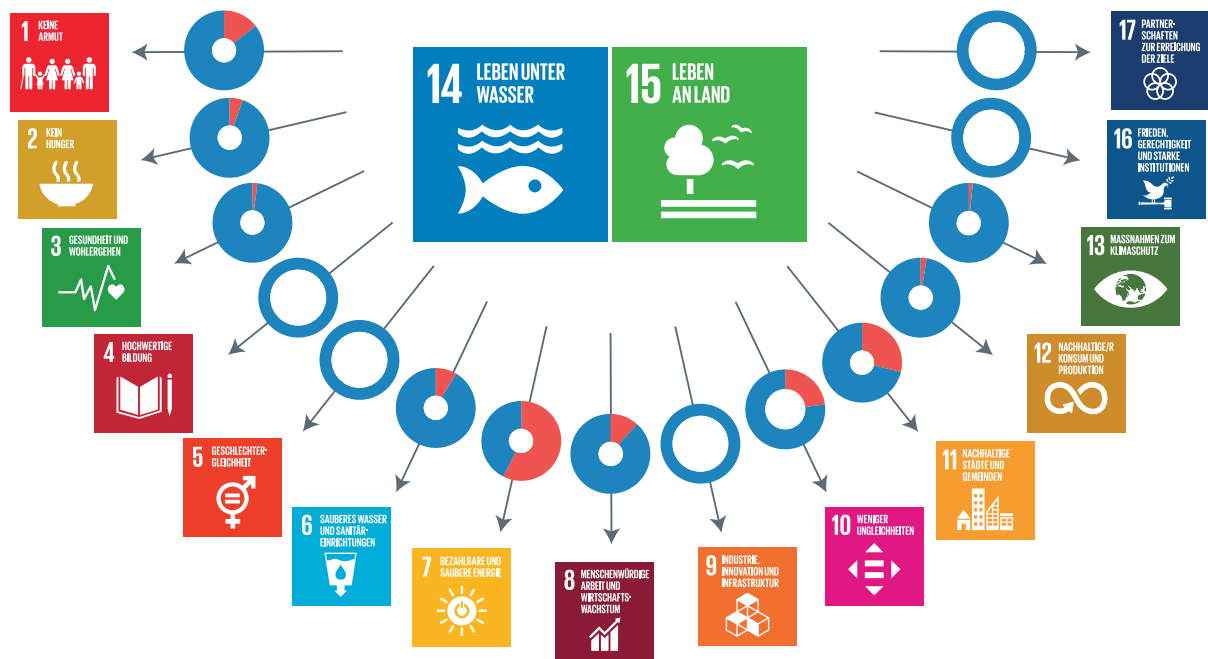 1 KEINE
ARMUT
2 KEIN
HUNGER
3 GESUNDHEIT UND
WOHLERGEHEN
4 HOCHWERTIGE
BILDUNG
5 GESCHLECHTER-
GLEICHHEIT
6 SAUBERES WASSER
UND SANITÄR-
EINRICHTUNGEN
7 BEZAHLBARE UND
SAUBERE ENERGIE
8 MENSCHENWÜRDIGE
ARBEIT UND
WIRTSCHAFTS-
WACHSTUM
9 INDUSTRIE,
INNOVATION UND
INFRASTRUKTUR
10 WENIGER
UNGLEICHHEITEN
11 NACHHALTIGE
STÄDTE UND
GEMEINDEN
12 NACHHALTIGE/R
KONSUM UND
PRODUKTION
13 MASSNAHMEN ZUM
KLIMASCHUTZ
14 LEBEN UNTER
WASSER
15 LEBEN
AN LAND
16 FRIEDEN,
GERECHTIGKEIT
UND STARKE
INSTITUTIONEN
17 PARTNER-
SCHAFTEN
ZUR ERREICHUNG
DER ZIELE